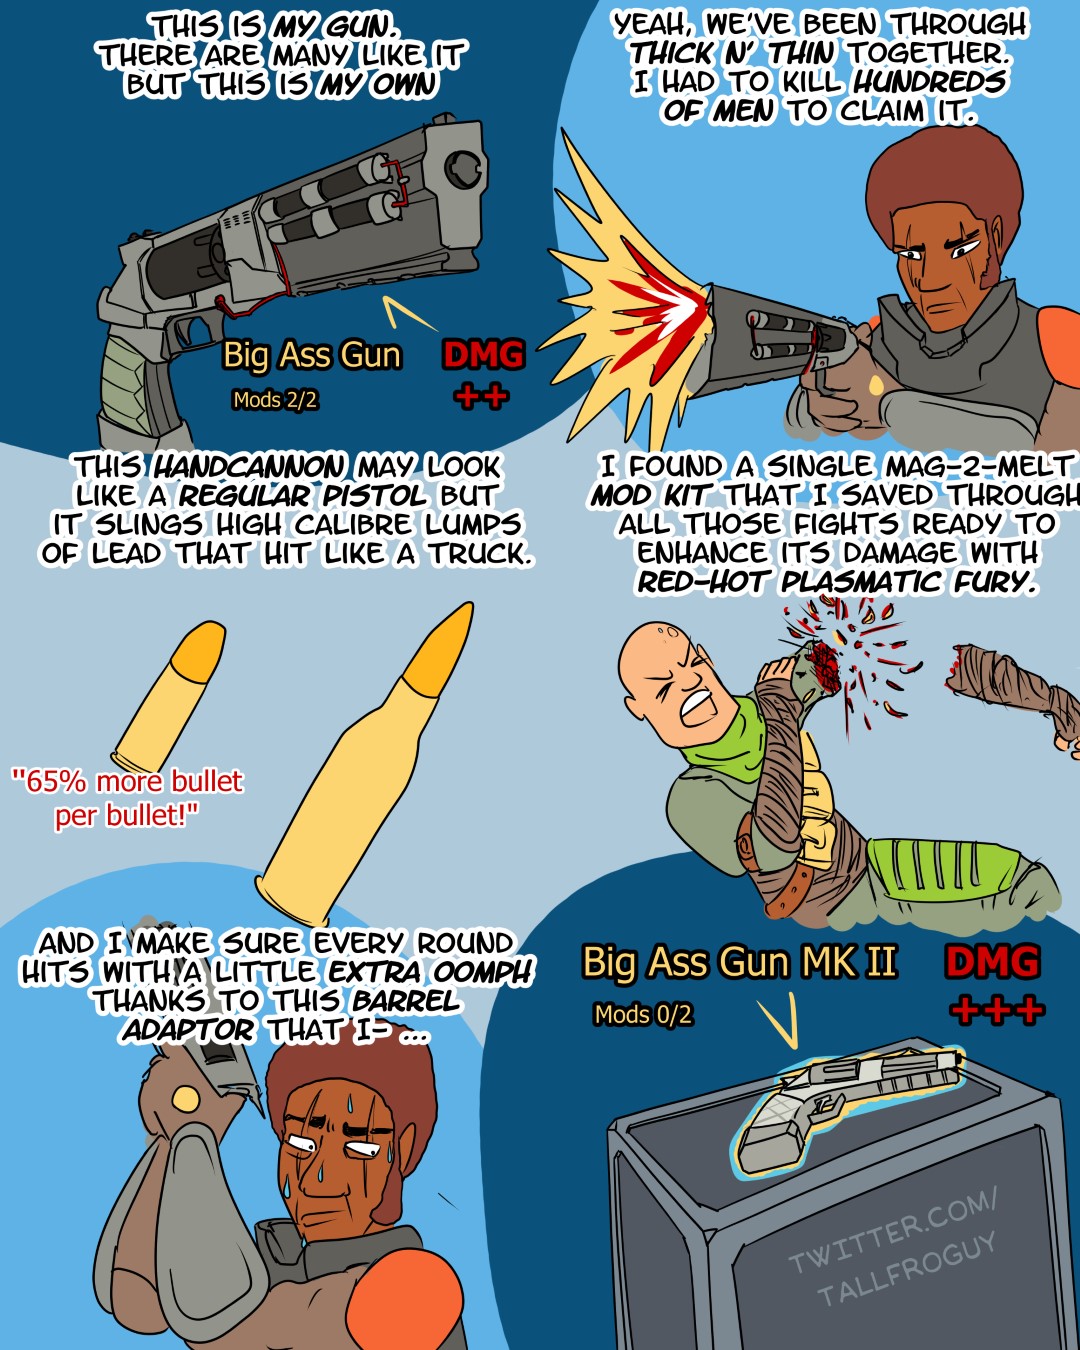 THIS IS MY GUN.
THERE ARE MANY LIKE IT
BUT THIS IS MY OWN
Big Ass Gun
DMG
++
Mods 2/2
YEAH, WE'VE BEEN THROUGH
THICK N' THIN TOGETHER.
I HAD TO KILL HUNDREDS
OF MEN TO CLAIM IT.
THIS HANDCANNON MAY LOOK
LIKE A REGULAR PISTOL BUT
IT SLINGS HIGH CALIBRE LUMPS
OF LEAD THAT HIT LIKE A TRUCK.
"65% more bullet
per bullet!"
I FOUND A SINGLE MAG-2-MELT
MOD KIT THAT I SAVED THROUGH
ALL THOSE FIGHTS READY TO
ENHANCE ITS DAMAGE WITH
RED-HOT PLASMATIC FURY.
AND I MAKE SURE EVERY ROUND
HITS WITH A LITTLE EXTRA OOMPH
THANKS TO THIS BARREL
ADAPTOR THAT I- ...
Big Ass Gun MK II
DMG
+++
Mods 0/2
TWITTER.COM/
TALLFROGUY